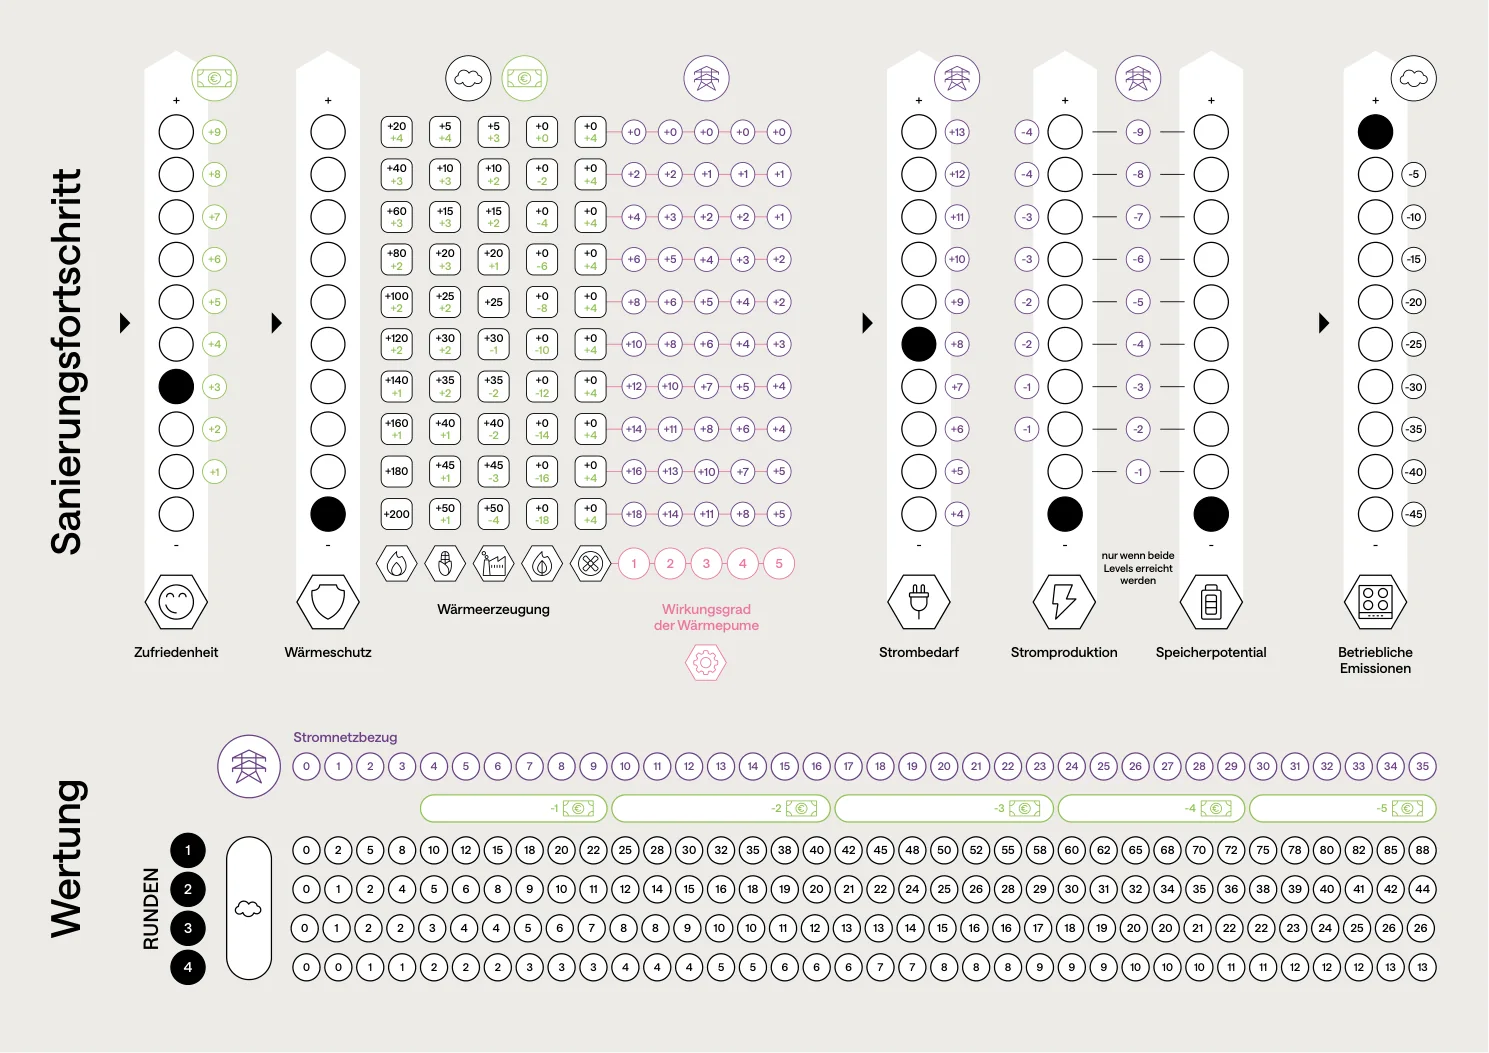 Sanierungsfortschritt
+ + + + + +
+9 +20 +4 +5 +4 +5 +3 +0 +0 +0 +4 +0 +0 +0 +0 +0 +13 -4 -9
+8 +40 +3 +10 +3 +10 +2 +0 -2 +0 +4 +2 +2 +1 +1 +1 +12 -4 -8 -5
+7 +60 +3 +15 +3 +15 +2 +0 -4 +0 +4 +4 +3 +2 +2 +1 +11 -3 -7 -10
+6 +80 +2 +20 +3 +20 +1 +0 -6 +0 +4 +6 +5 +4 +3 +2 +10 -3 -6 -15
+5 +100 +2 +25 +2 +25 +0 -8 +0 +4 +8 +6 +5 +4 +2 +9 -2 -5 -20
+4 +120 +2 +30 +2 +30 -1 +0 -10 +0 +4 +10 +8 +6 +4 +3 +8 -2 -4 -25
+3 +140 +1 +35 +2 +35 -2 +0 -12 +0 +4 +12 +10 +7 +5 +4 +7 -1 -3 -30
+2 +160 +1 +40 +1 +40 -2 +0 -14 +0 +4 +14 +11 +8 +6 +4 +6 -1 -2 -35
+1 +180 +45 +1 +45 -3 +0 -16 +0 +4 +16 +13 +10 +7 +5 +5 -1 -40
+200 +50 +1 +50 -4 +0 -18 +0 +4 +18 +14 +11 +8 +5 +4 -45
- - - - - -
1 2 3 4 5
nur wenn beide
Levels erreicht
werden
Wärmeerzeugung
Wirkungsgrad
der Wärmepume
Zufriedenheit
Wärmeschutz
Strombedarf
Stromproduktion
Speicherpotential
Betriebliche
Emissionen
Wertung
Stromnetzbezug
0 1 2 3 4 5 6 7 8 9 10 11 12 13 14 15 16 17 18 19 20 21 22 23 24 25 26 27 28 29 30 31 32 33 34 35
-1 -2 -3 -4 -5
RUNDEN
1 0 2 5 8 10 12 15 18 20 22 25 28 30 32 35 38 40 42 45 48 50 52 55 58 60 62 65 68 70 72 75 78 80 82 85 88
2 0 1 2 4 5 6 8 9 10 11 12 14 15 16 18 19 20 21 22 24 25 26 28 29 30 31 32 34 35 36 38 39 40 41 42 44
3 0 1 2 2 3 4 4 5 6 7 8 8 9 10 10 11 12 13 13 14 15 16 16 17 18 19 20 20 21 22 22 23 24 25 26 26
4 0 0 1 1 2 2 2 3 3 3 4 4 4 5 5 6 6 6 7 7 8 8 8 9 9 9 10 10 10 11 11 12 12 12 13 13